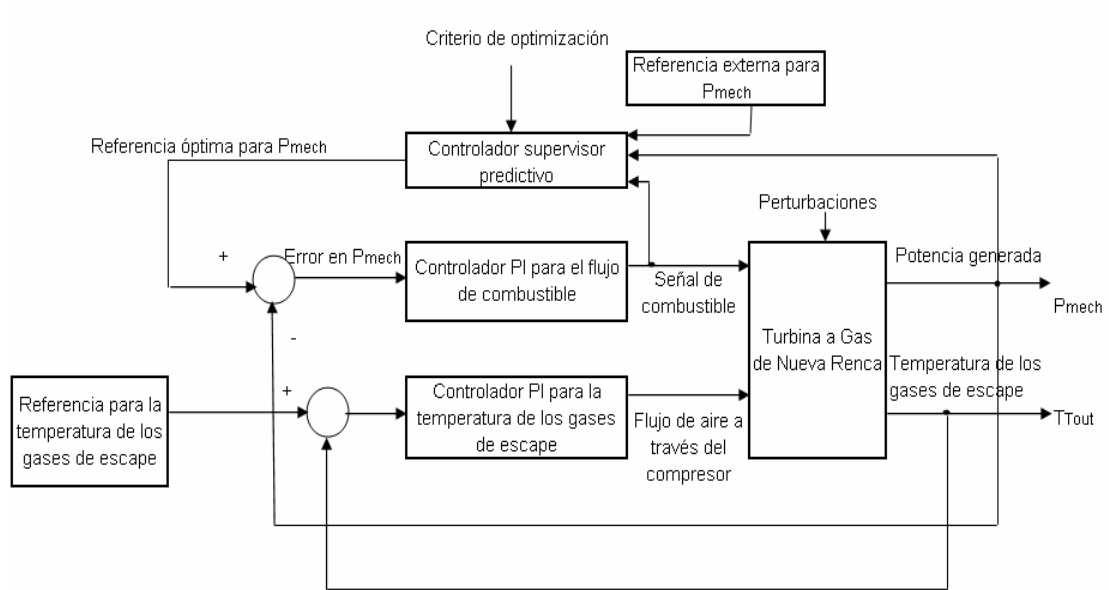 Criterio de optimización
Referencia externa para
Pmech
Referencia óptima para Pmech
Controlador supervisor
predictivo
Perturbaciones
+
Error en Pmech
Controlador PI para el flujo
de combustible
Señal de
combustible
Potencia generada
Pmech
-
Turbina a Gas
de Nueva Renca
Temperatura de los
gases de escape
TTout
+
Referencia para la
temperatura de los
gases de escape
Controlador PI para la
temperatura de los gases
de escape
Flujo de aire a
través del
compresor